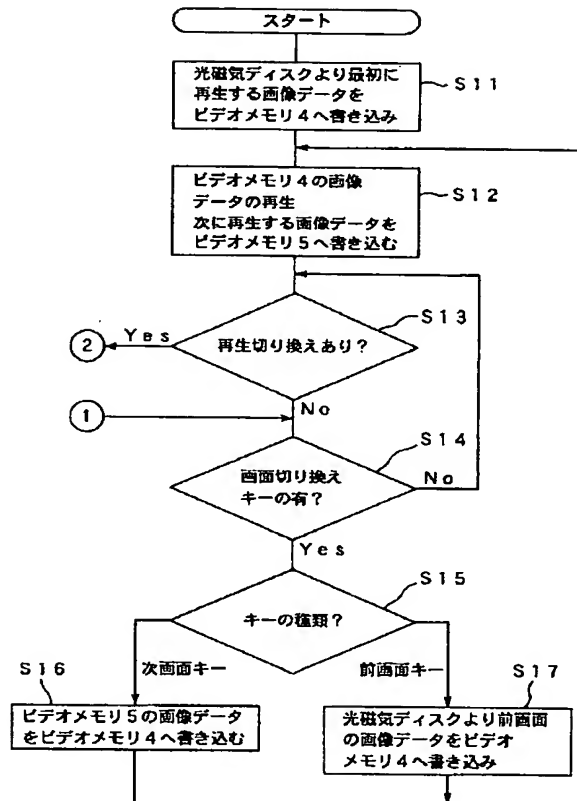 スタート
光磁気ディスクより最初に
再生する画像データを
ビデオメモリ4へ書き込み
S11
ビデオメモリ4の画像
データの再生
次に再生する画像データを
ビデオメモリ5へ書き込む
S12
S13
再生切り換えあり?
Yes
②
No
①
S14
画面切り換え
キーの有?
No
Yes
S15
キーの種類?
次画面キー
前画面キー
S16
ビデオメモリ5の画像データ
をビデオメモリ4へ書き込む
S17
光磁気ディスクより前画面
の画像データをビデオ
メモリ4へ書き込み